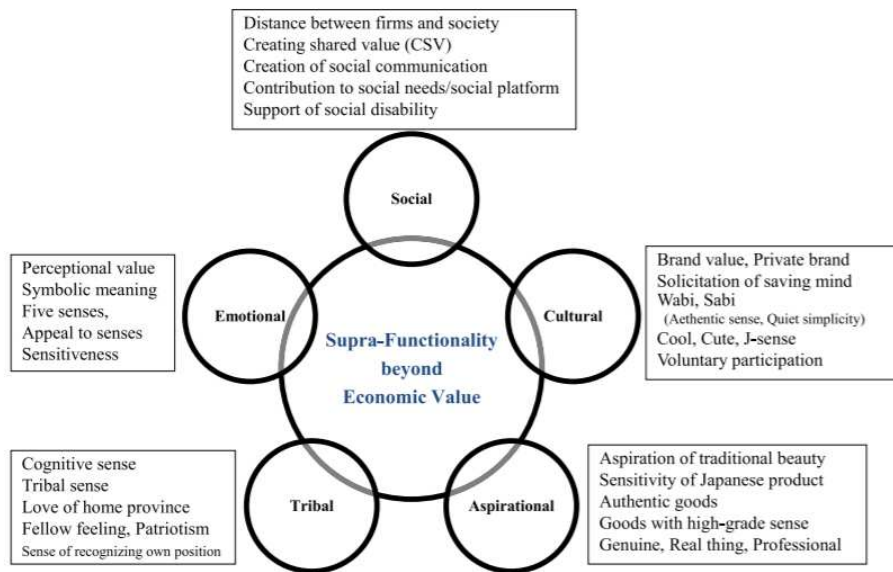 Distance between firms and society
Creating shared value (CSV)
Creation of social communication
Contribution to social needs/social platform
Support of social disability
Social
Perceptional value
Symbolic meaning
Five senses,
Appeal to senses
Sensitiveness
Emotional
Supra-Functionality
beyond
Economic Value
Cultural
Brand value, Private brand
Solicitation of saving mind
Wabi, Sabi
(Aethentic sense, Quiet simplicity)
Cool, Cute, J-sense
Voluntary participation
Cognitive sense
Tribal sense
Love of home province
Fellow feeling, Patriotism
Sense of recognizing own position
Tribal
Aspirational
Aspiration of traditional beauty
Sensitivity of Japanese product
Authentic goods
Goods with high-grade sense
Genuine, Real thing, Professional